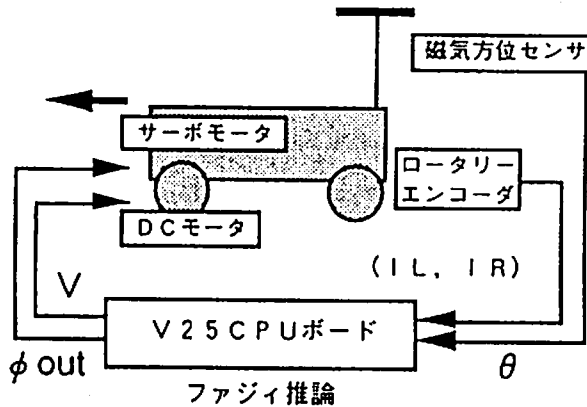 磁気方位センサ
サーボモータ
ロータリー
エンコーダ
DCモータ
(IL, IR)
V
V25CPUボード
φout
θ
ファジィ推論